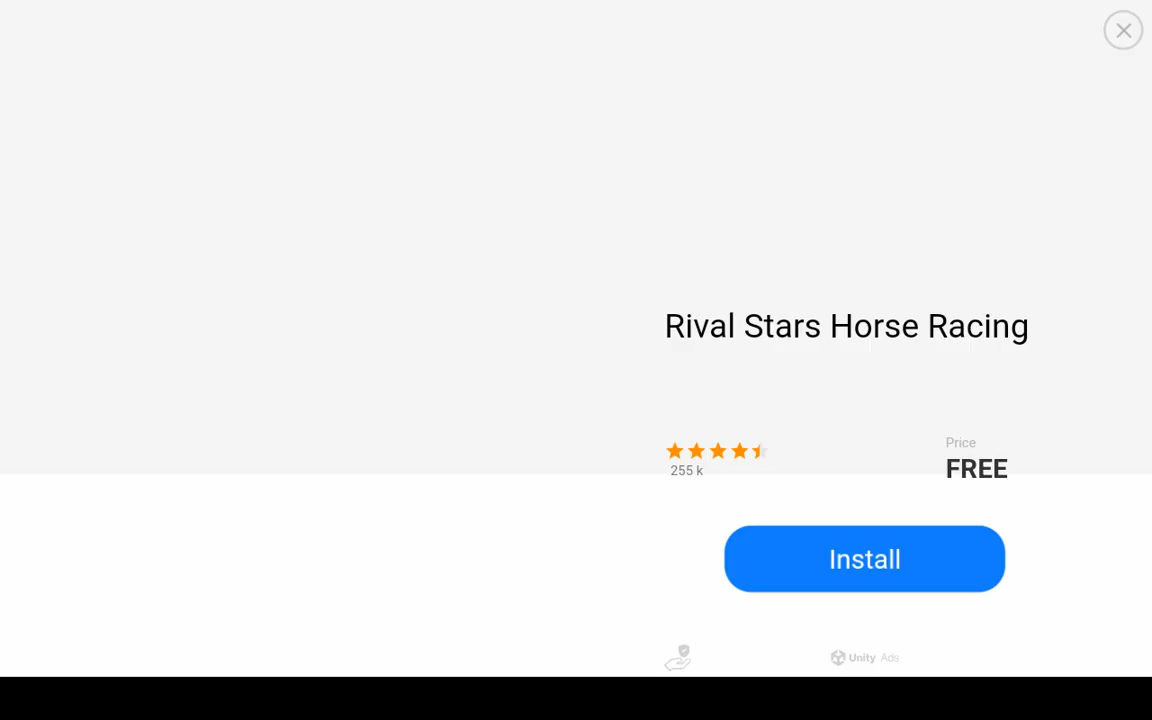 Rival Stars Horse Racing
Price
255 k
FREE
Install
Unity Ads